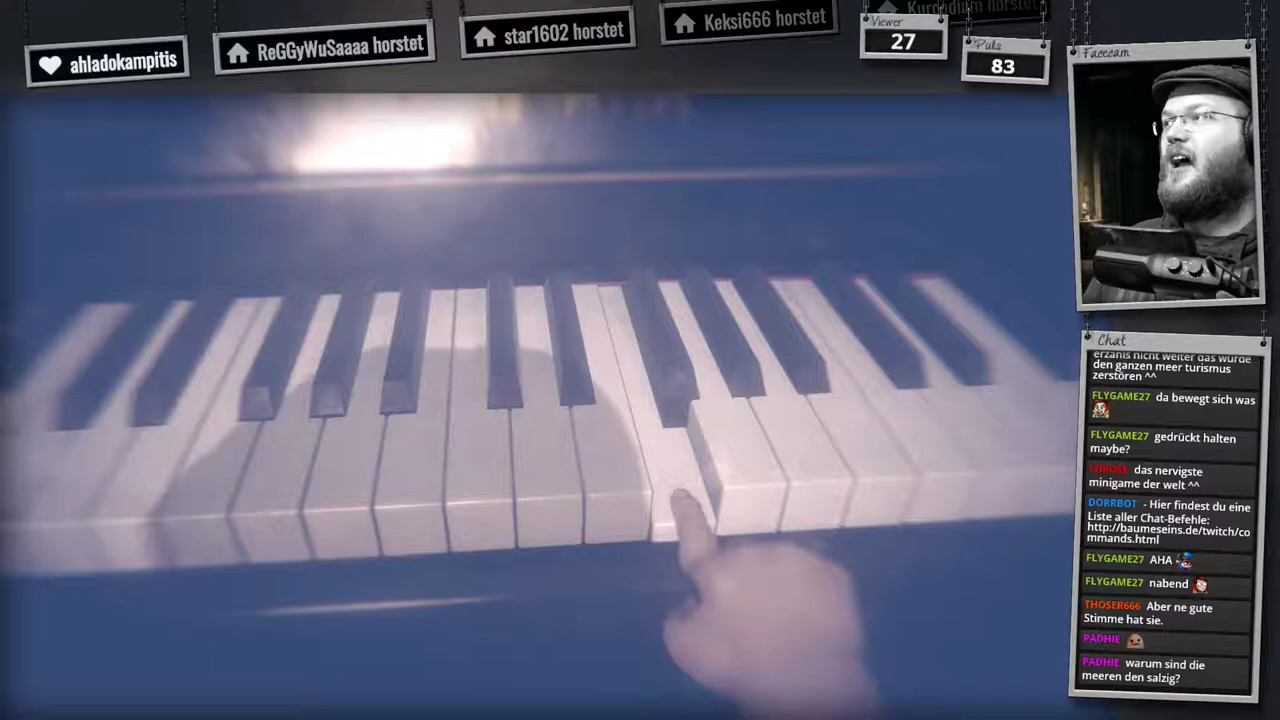 ahladokampitis
ReGGyWuSaaaa horstet
star1602 horstet
Keksi666 horstet
Viewer
27
Puls
83
Facecam
Chat
erzähls nicht weiter das würde
den ganzen meer turismus
zerstören ^^
FLYGAME27 da bewegt sich was
FLYGAME27 gedrückt halten
maybe?
das nervigste
minigame der welt ^^
DORRBOT - Hier findest du eine
Liste aller Chat-Befehle:
http://baumeseins.de/twitch/co
mmands.html
FLYGAME27 AHA
FLYGAME27 nabend
THOSER666 Aber ne gute
Stimme hat sie.
PADHIE
PADHIE warum sind die
meeren den salzig?